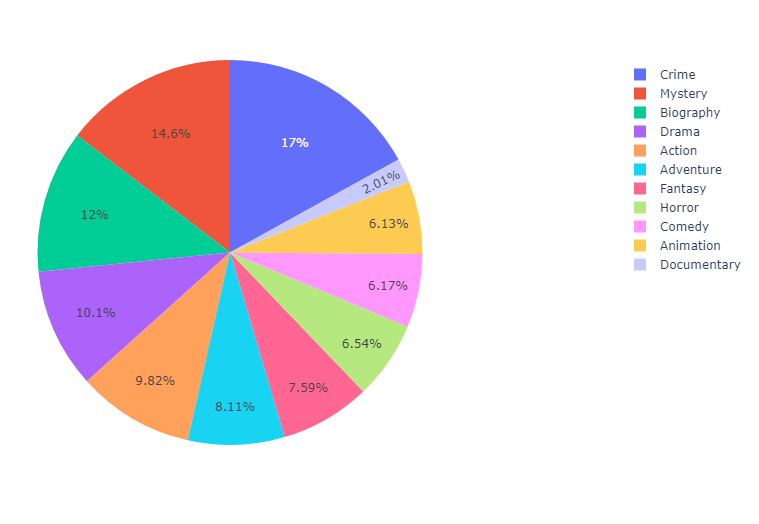 17%
14.6%
12%
10.1%
9.82%
8.11%
7.59%
6.54%
6.17%
6.13%
2.01%
Crime
Mystery
Biography
Drama
Action
Adventure
Fantasy
Horror
Comedy
Animation
Documentary